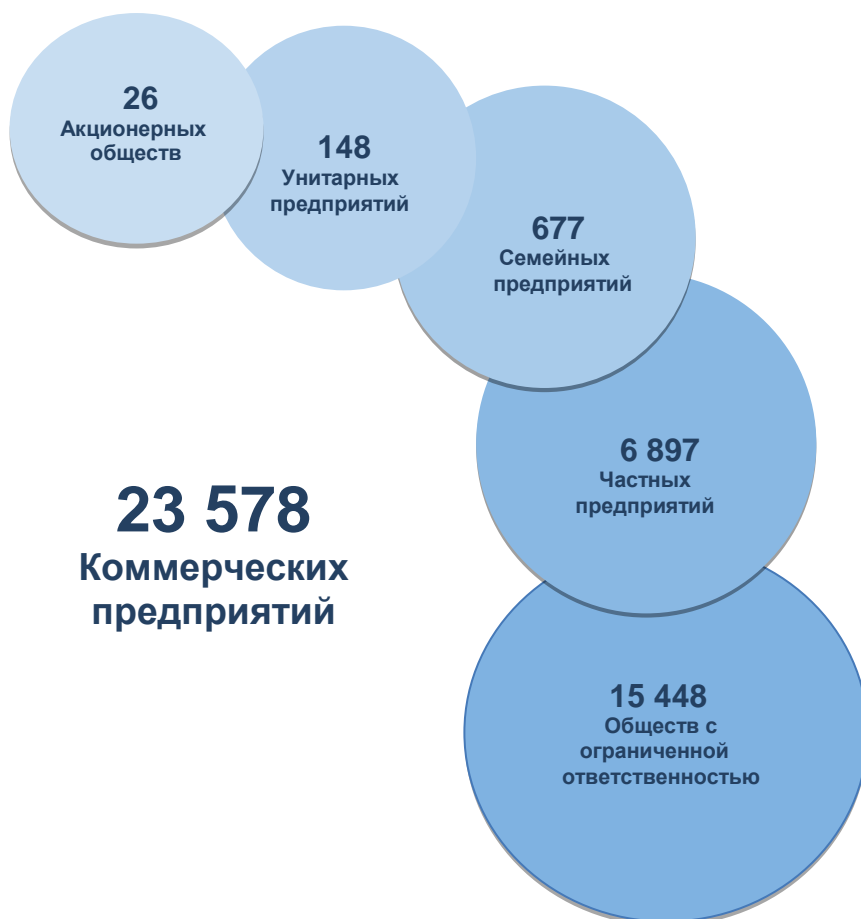 26
Акционерных
обществ
148
Унитарных
предприятий
677
Семейных
предприятий
6 897
Частных
предприятий
23 578
Коммерческих
предприятий
15 448
Обществ с
ограниченной
ответственностью